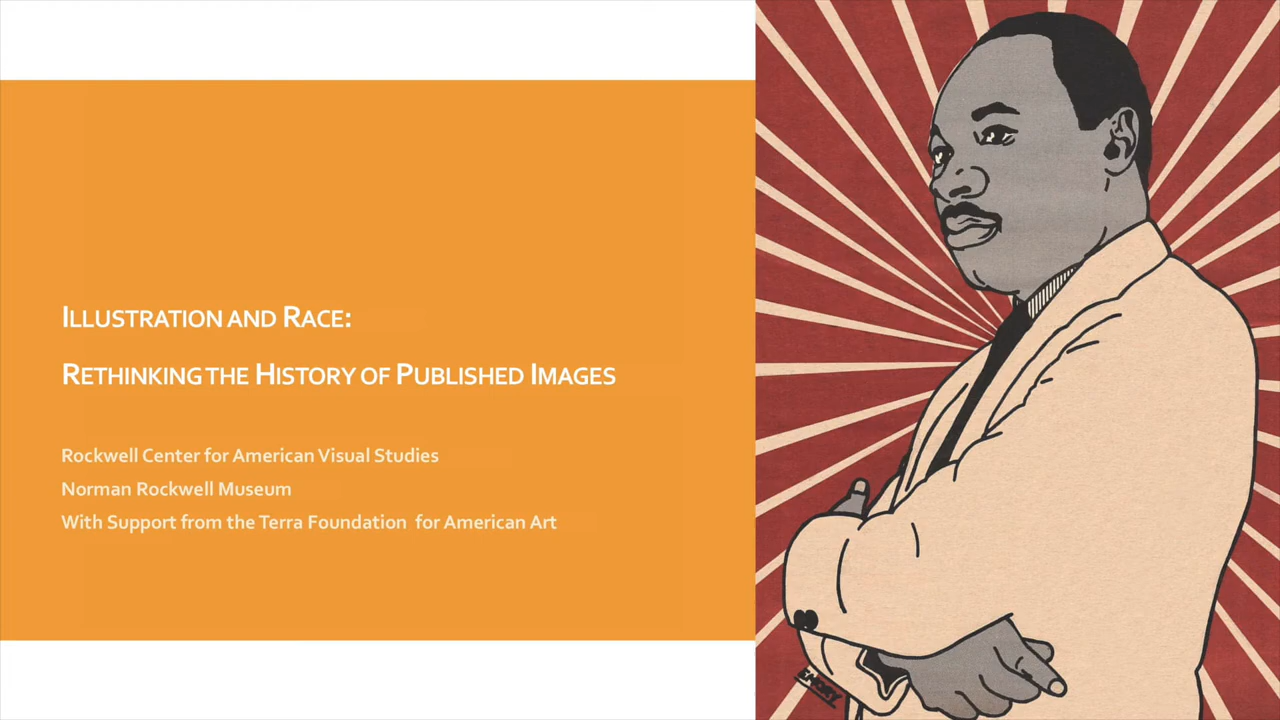 ILLUSTRATION AND RACE:
RETHINKING THE HISTORY OF PUBLISHED IMAGES
Rockwell Center for American Visual Studies
Norman Rockwell Museum
With Support from the Terra Foundation for American Art
EMORY